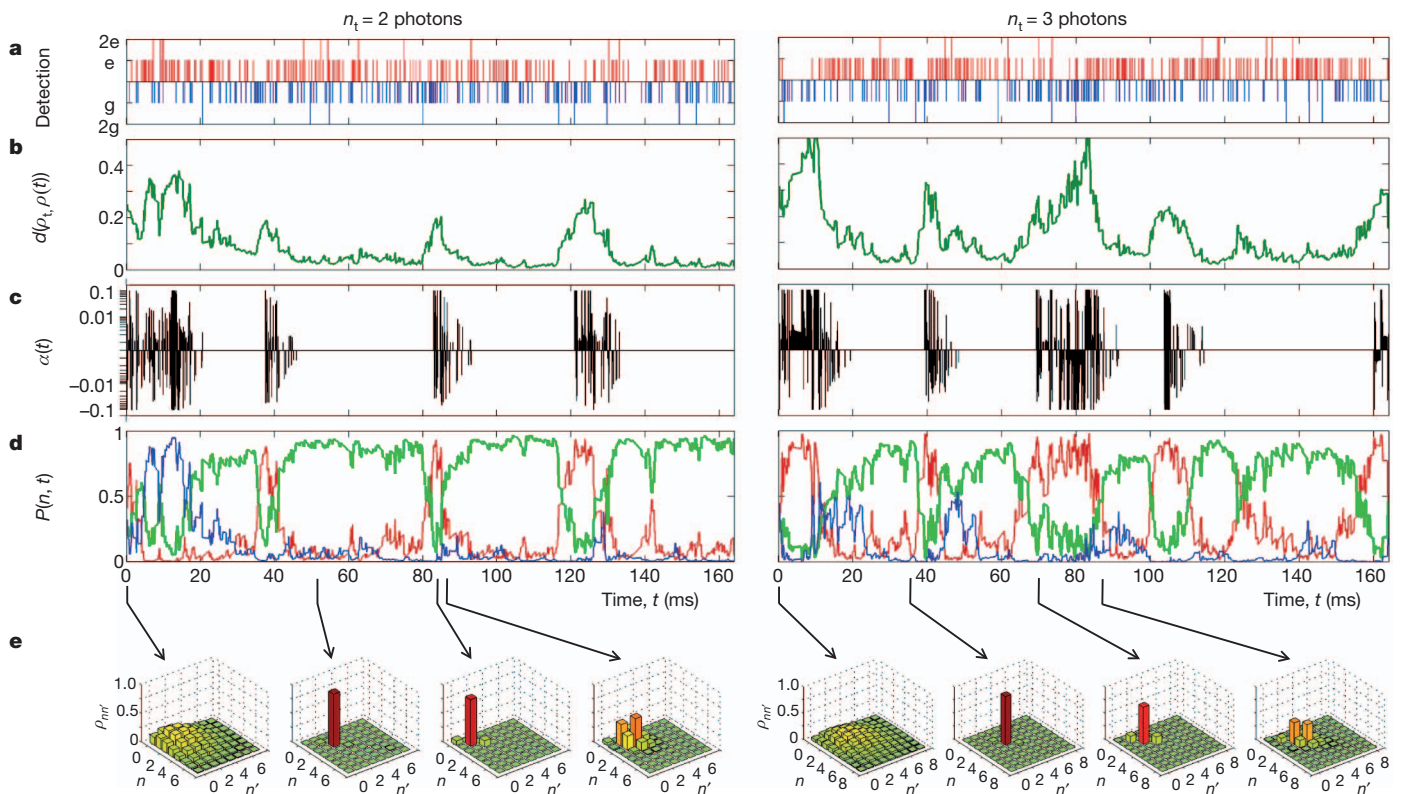 nt = 2 photons
nt = 3 photons
a
Detection
2e
e
g
2g
b
d(ρt, ρ(t))
0.4
0.2
0
c
α(t)
0.1
0.01
−0.01
−0.1
d
P(n, t)
1
0.5
0
0 20 40 60 80 100 120 140 160
0 20 40 60 80 100 120 140 160
Time, t (ms)
Time, t (ms)
e
ρnn′
1.0
0.5
0
0 2 4 6
n
0 2 4 6
n′
0 2 4 6
n
0 2 4 6
n′
0 2 4 6
n
0 2 4 6
n′
0 2 4 6
n
0 2 4 6
n′
ρnn′
1.0
0.5
0
0 2 4 6 8
n
0 2 4 6 8
n′
0 2 4 6 8
n
0 2 4 6 8
n′
0 2 4 6 8
n
0 2 4 6 8
n′
0 2 4 6 8
n
0 2 4 6 8
n′